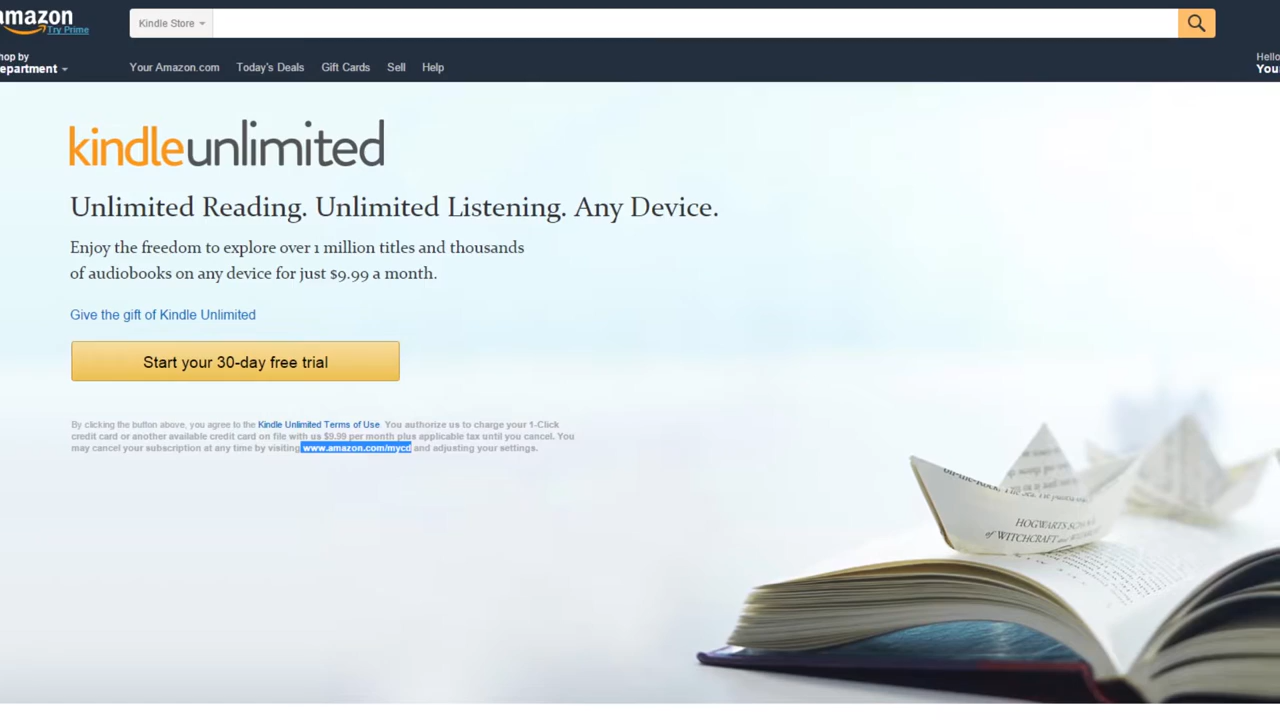 amazon
Try Prime
Kindle Store
hop by
epartment
Your Amazon.com
Today's Deals
Gift Cards
Sell
Help
Hello
You
kindleunlimited
Unlimited Reading. Unlimited Listening. Any Device.
Enjoy the freedom to explore over 1 million titles and thousands
of audiobooks on any device for just $9.99 a month.
Give the gift of Kindle Unlimited
Start your 30-day free trial
By clicking the button above, you agree to the Kindle Unlimited Terms of Use. You authorize us to charge your 1-Click
credit card or another available credit card on file with us $9.99 per month plus applicable tax until you cancel. You
may cancel your subscription at any time by visiting www.amazon.com/mycd and adjusting your settings.
HOGWARTS
of WITCHCRAFT